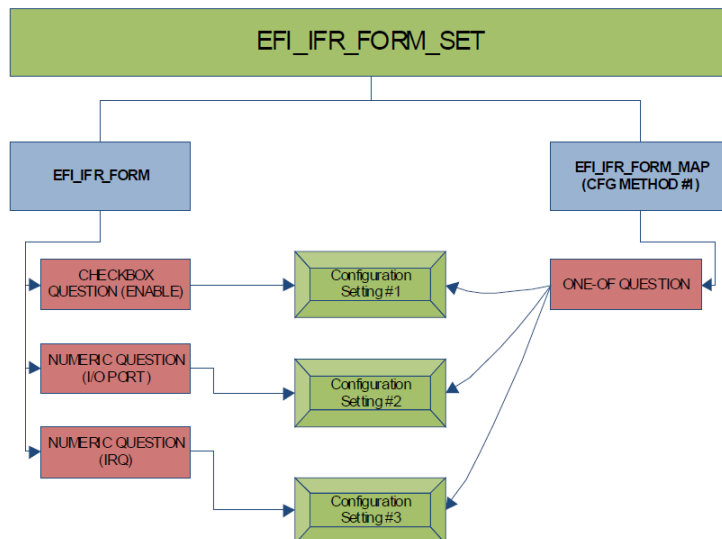 EFI_IFR_FORM_SET
EFI_IFR_FORM
EFI_IFR_FORM_MAP
(CFG METHOD #1)
CHECKBOX
QUESTION (ENABLE)
Configuration
Setting #1
ONE-OF QUESTION
NUMERIC QUESTION
(I/O PORT)
Configuration
Setting #2
NUMERIC QUESTION
(IRQ)
Configuration
Setting #3